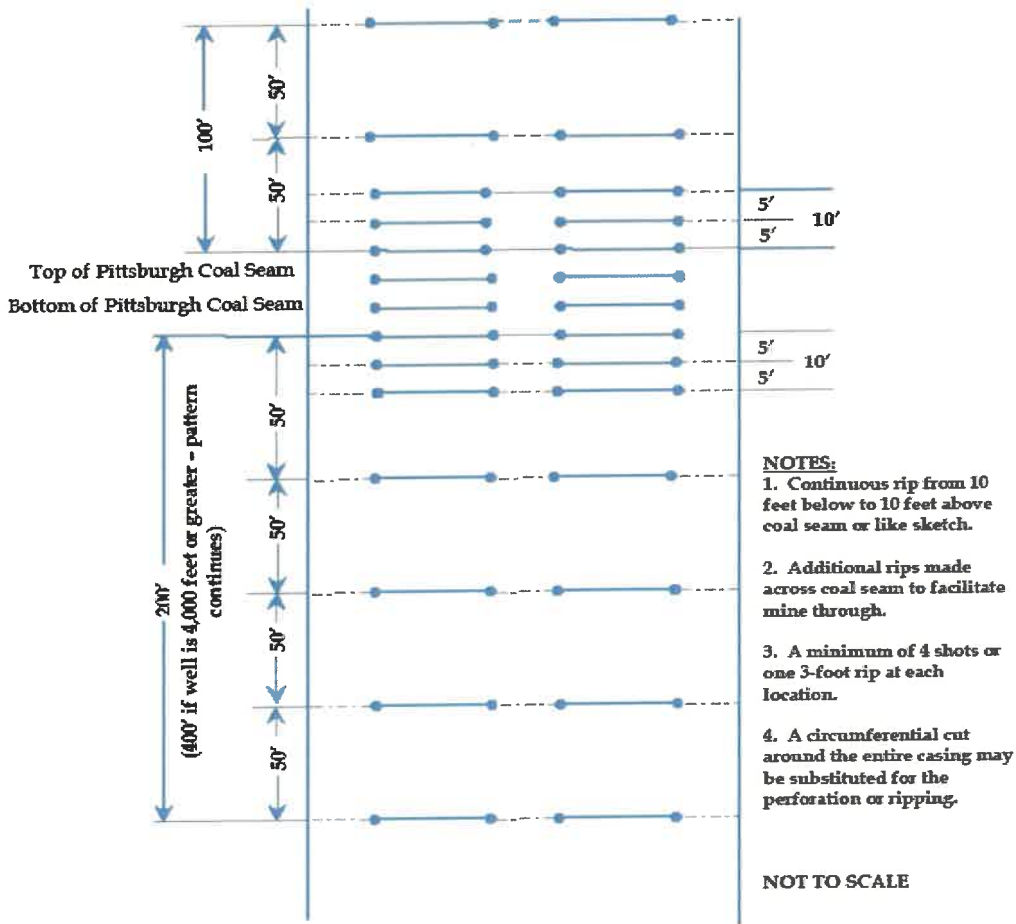 50'
100'
50'
5'
10'
5'
Top of Pittsburgh Coal Seam
Bottom of Pittsburgh Coal Seam
5'
10'
5'
50'
200'
(400' if well is 4,000 feet or greater – pattern
continues)
50'
50'
50'
NOTES:
1. Continuous rip from 10
feet below to 10 feet above
coal seam or like sketch.
2. Additional rips made
across coal seam to facilitate
mine through.
3. A minimum of 4 shots or
one 3-foot rip at each
location.
4. A circumferential cut
around the entire casing may
be substituted for the
perforation or ripping.
NOT TO SCALE